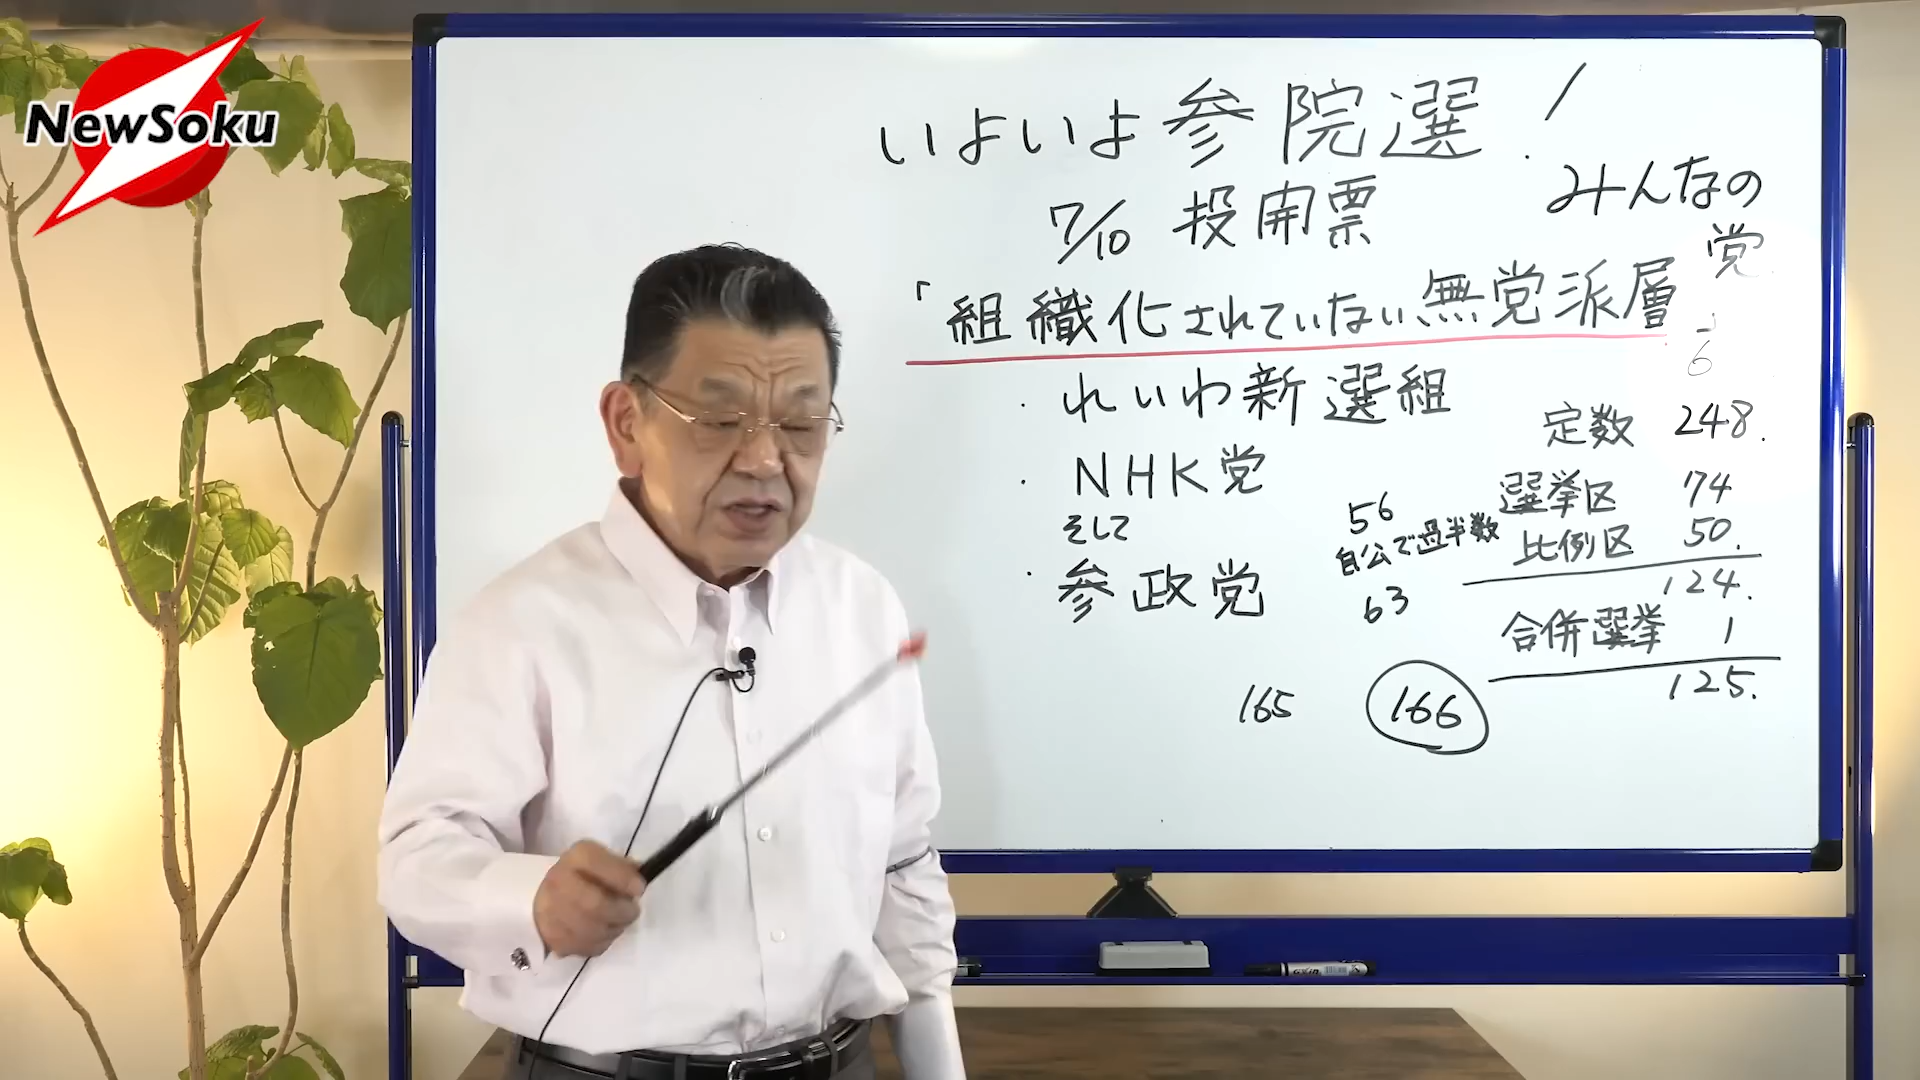 NewSoku
いよいよ参院選!
7/10 投開票
「組織化されていない無党派層
みんなの
党
6
・れいわ新選組
・NHK党
そして
・参政党
定数 248.
選挙区 74
比例区 50.
124.
合併選挙 1
125.
56
自公で過半数
63
165
166